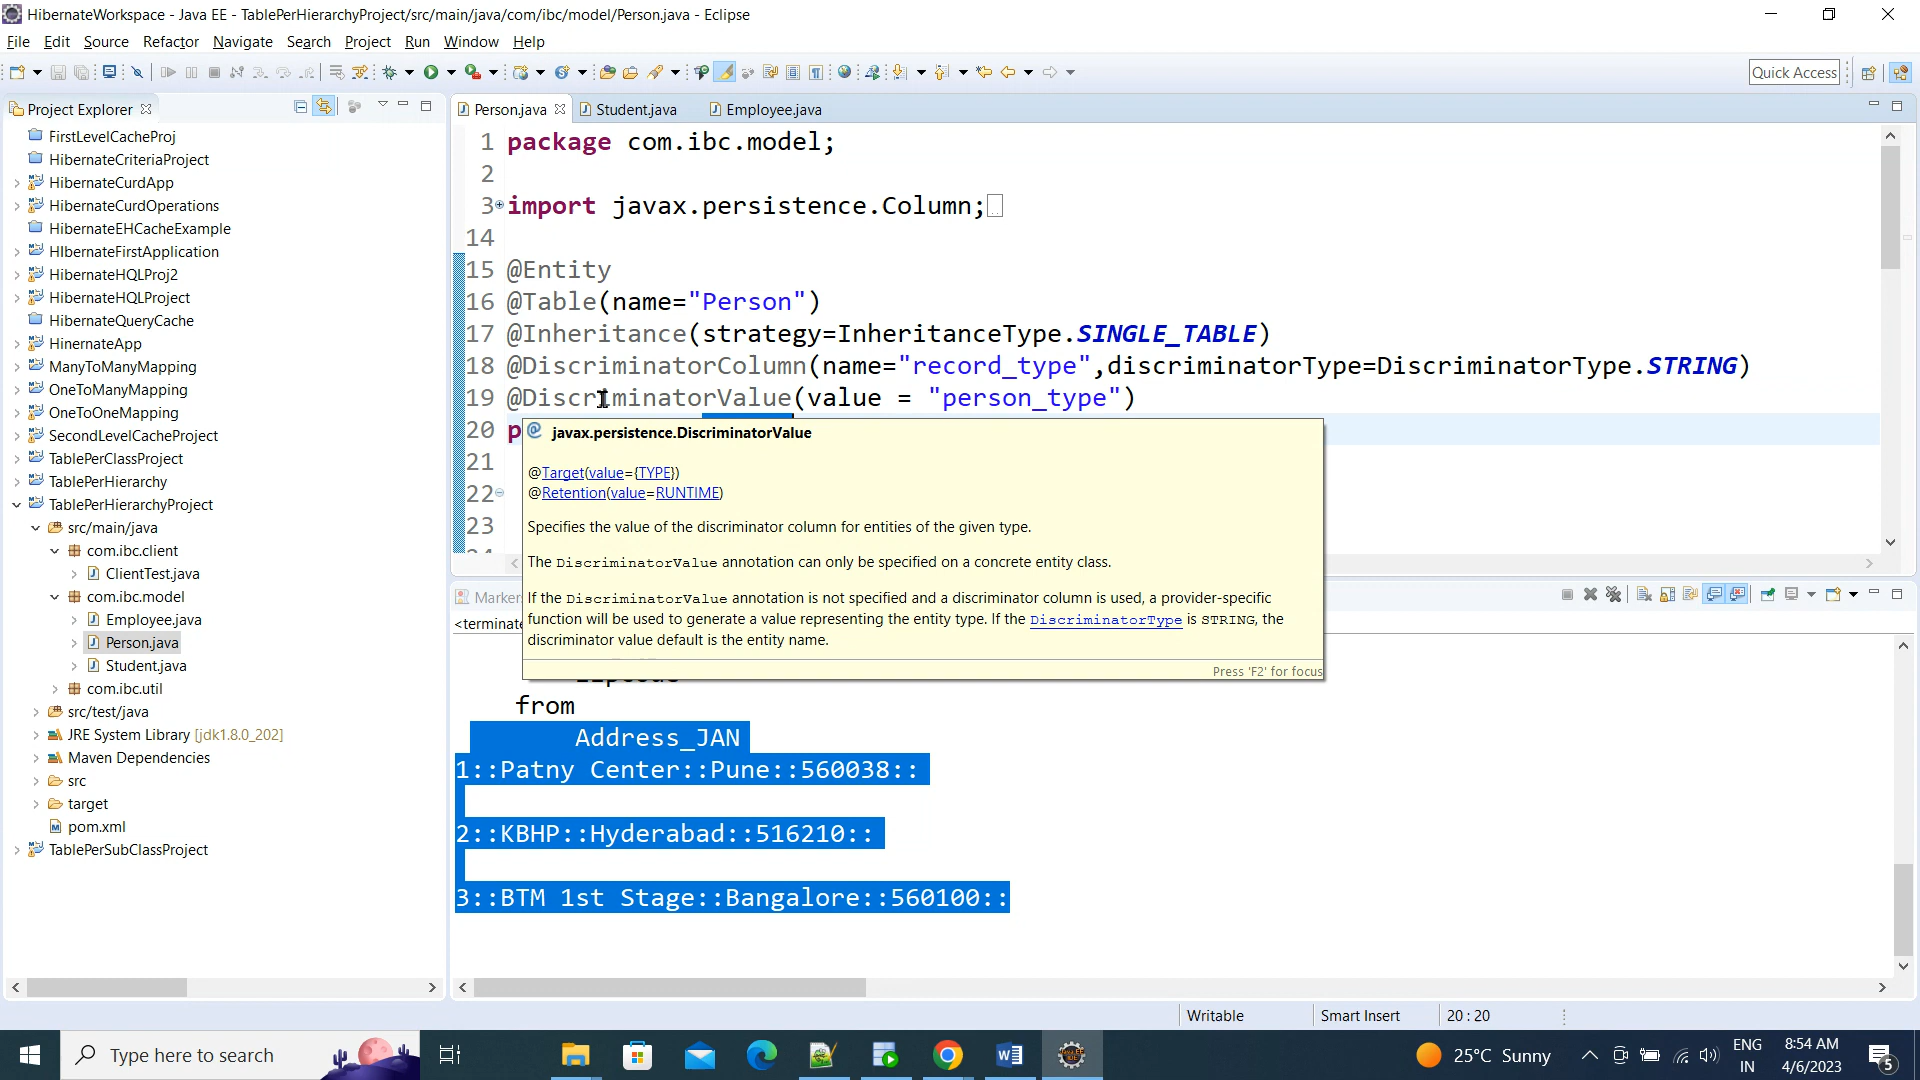 HibernateWorkspace - Java EE - TablePerHierarchyProject/src/main/java/com/ibc/model/Person.java - Eclipse
File Edit Source Refactor Navigate Search Project Run Window Help
Quick Access
Project Explorer
FirstLevelCacheProj
HibernateCriteriaProject
HibernateCurdApp
HibernateCurdOperations
HibernateEHCacheExample
HIbernateFirstApplication
HibernateHQLProj2
HibernateHQLProject
HibernateQueryCache
HinernateApp
ManyToManyMapping
OneToManyMapping
OneToOneMapping
SecondLevelCacheProject
TablePerClassProject
TablePerHierarchy
TablePerHierarchyProject
src/main/java
com.ibc.client
ClientTest.java
com.ibc.model
Employee.java
Person.java
Student.java
com.ibc.util
src/test/java
JRE System Library [jdk1.8.0_202]
Maven Dependencies
src
target
pom.xml
TablePerSubClassProject
Person.java Student.java Employee.java
1 package com.ibc.model;
2
3 import javax.persistence.Column;
14
15 @Entity
16 @Table(name="Person")
17 @Inheritance(strategy=InheritanceType.SINGLE_TABLE)
18 @DiscriminatorColumn(name="record_type",discriminatorType=DiscriminatorType.STRING)
19 @DiscriminatorValue(value = "person_type")
20 p
21
22
23
javax.persistence.DiscriminatorValue
@Target(value={TYPE})
@Retention(value=RUNTIME)
Specifies the value of the discriminator column for entities of the given type.
The DiscriminatorValue annotation can only be specified on a concrete entity class.
If the DiscriminatorValue annotation is not specified and a discriminator column is used, a provider-specific
function will be used to generate a value representing the entity type. If the DiscriminatorType is STRING, the
discriminator value default is the entity name.
Press 'F2' for focus
Marker
<terminate
from
Address_JAN
1::Patny Center::Pune::560038::
2::KBHP::Hyderabad::516210::
3::BTM 1st Stage::Bangalore::560100::
Writable Smart Insert 20 : 20
Type here to search
25°C Sunny
ENG
IN
8:54 AM
4/6/2023
5